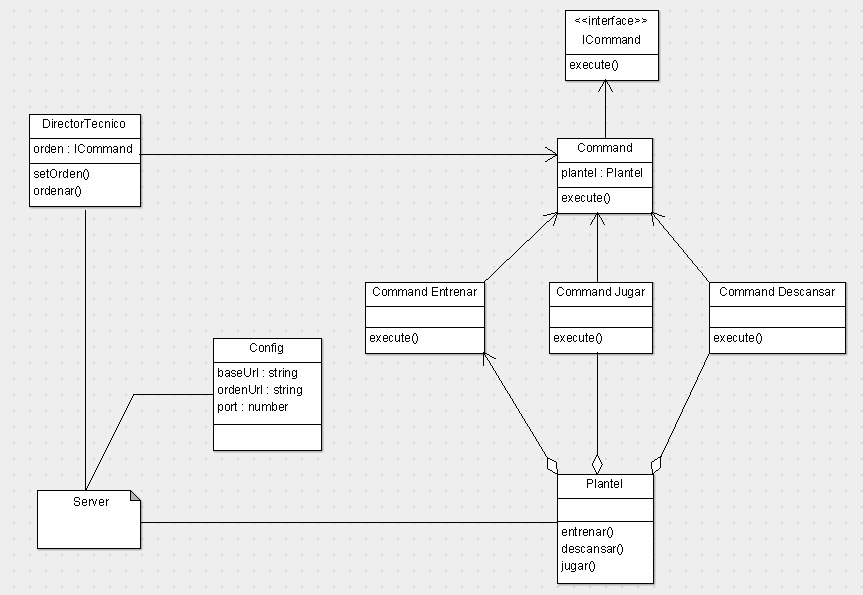 <<interface>>
ICommand
execute()
DirectorTecnico
orden : ICommand
setOrden()
ordenar()
Command
plantel : Plantel
execute()
Command Entrenar
execute()
Command Jugar
execute()
Command Descansar
execute()
Config
baseUrl : string
ordenUrl : string
port : number
Server
Plantel
entrenar()
descansar()
jugar()